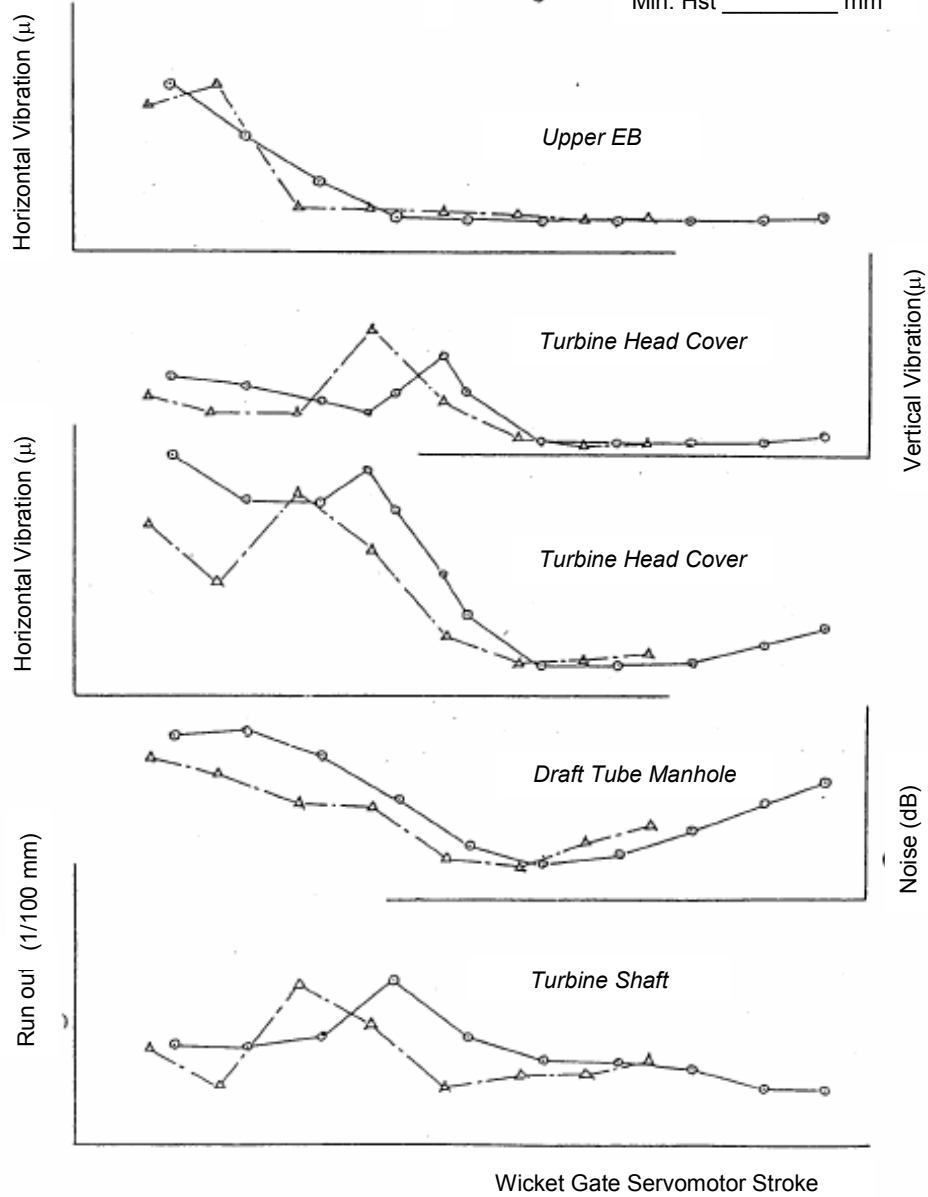 Min. Hst _________ mm
Horizontal Vibration (μ)
Upper EB
Turbine Head Cover
Vertical Vibration(μ)
Horizontal Vibration (μ)
Turbine Head Cover
Draft Tube Manhole
Noise (dB)
Run out (1/100 mm)
Turbine Shaft
Wicket Gate Servomotor Stroke